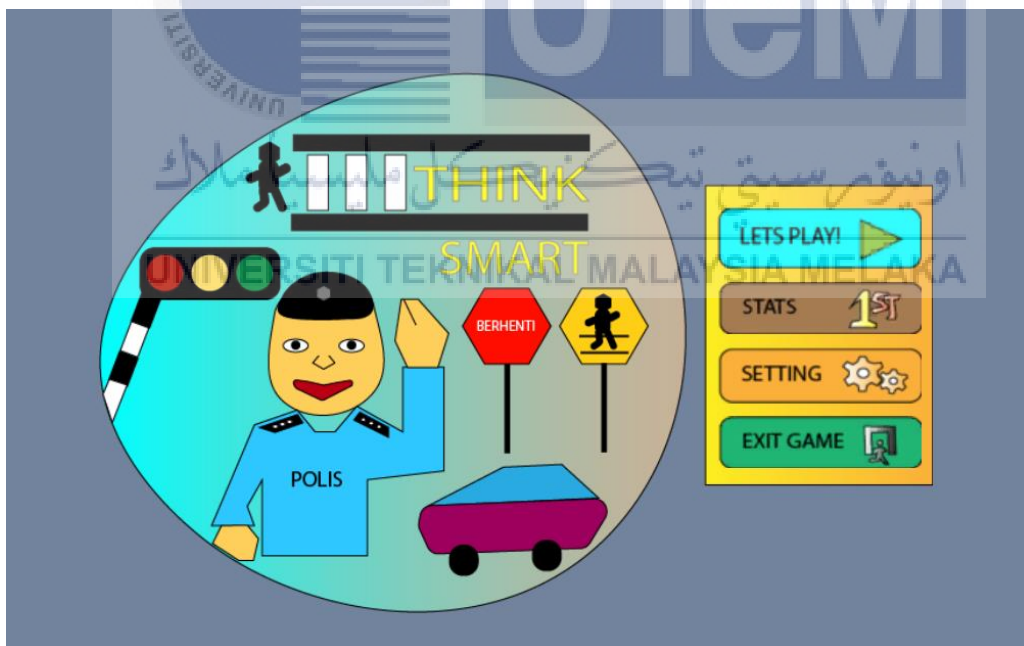 UTeM
UNIVERSITI
اونيۏرسيتي تيكنيكل مليسيا ملاك
UNIVERSITI TEKNIKAL MALAYSIA MELAKA
THINK
SMART
BERHENTI
POLIS
LETS PLAY!
STATS
1ST
SETTING
EXIT GAME